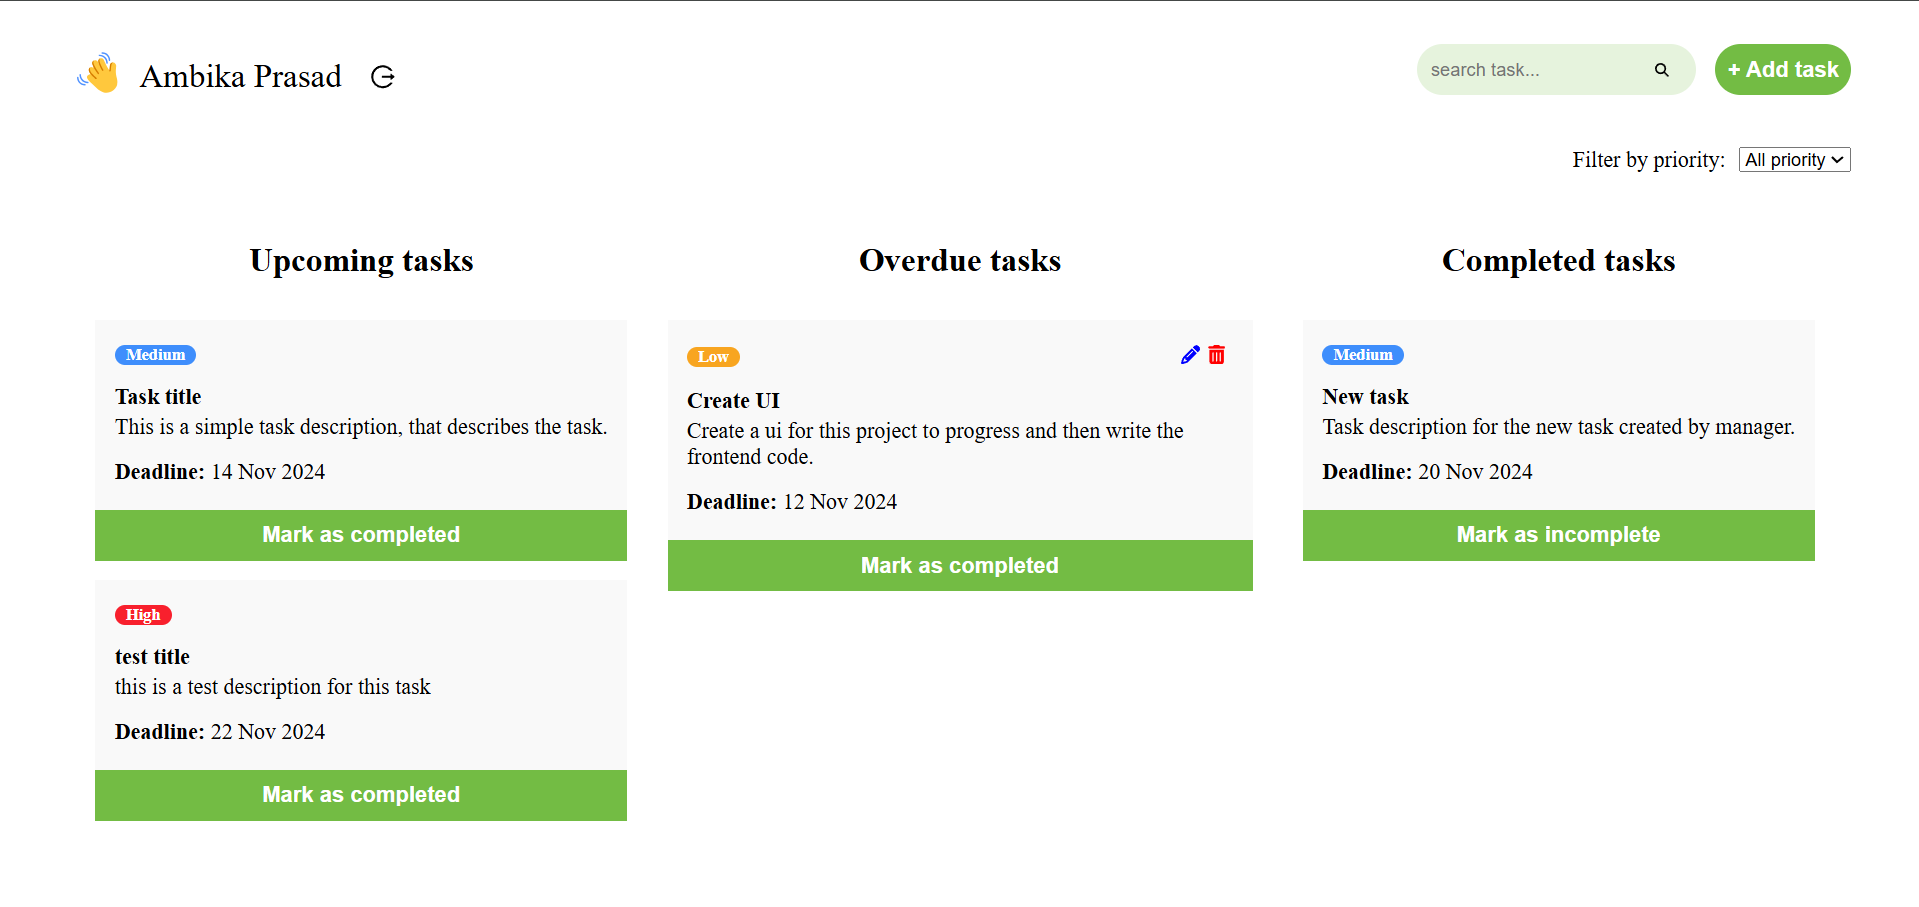 Ambika Prasad
search task...
+ Add task
Filter by priority: All priority
Upcoming tasks
Medium
Task title
This is a simple task description, that describes the task.
Deadline: 14 Nov 2024
Mark as completed
High
test title
this is a test description for this task
Deadline: 22 Nov 2024
Mark as completed
Overdue tasks
Low
Create UI
Create a ui for this project to progress and then write the
frontend code.
Deadline: 12 Nov 2024
Mark as completed
Completed tasks
Medium
New task
Task description for the new task created by manager.
Deadline: 20 Nov 2024
Mark as incomplete